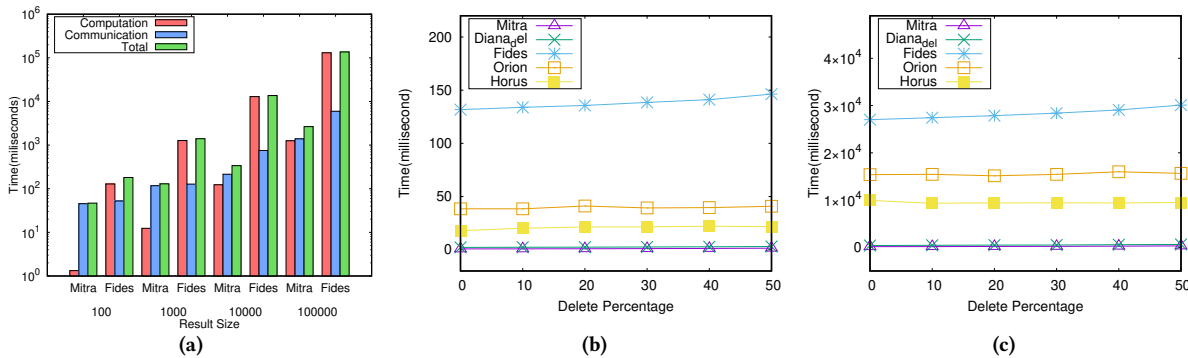 10^6
10^5
10^4
10^3
10^2
10^1
10^0
Time(milliseconds)
Computation
Communication
Total
Mitra Fides Mitra Fides Mitra Fides Mitra Fides
100 1000 10000 100000
Result Size
(a)
200
150
100
50
0
Time(millisecond)
Mitra
Diana_del
Fides
Orion
Horus
0 10 20 30 40 50
Delete Percentage
(b)
4×10^4
3×10^4
2×10^4
1×10^4
0
Time(millisecond)
Mitra
Diana_del
Fides
Orion
Horus
0 10 20 30 40 50
Delete Percentage
(c)